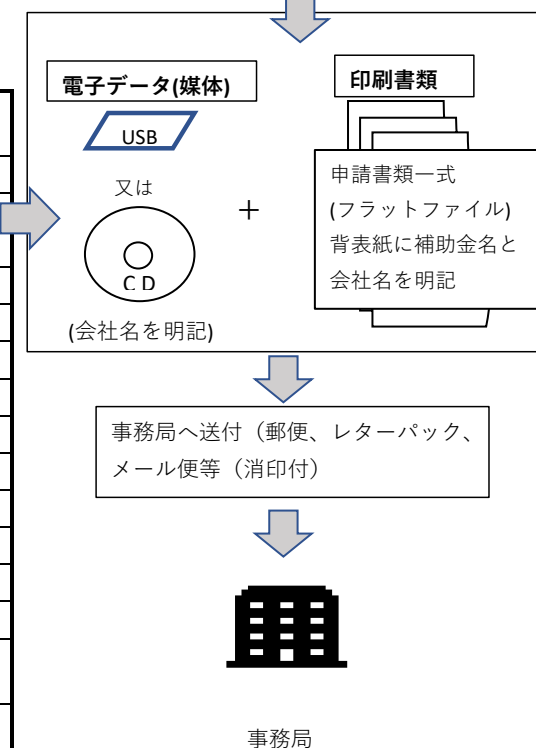 電子データ(媒体)
USB
又は
CD
(会社名を明記)
+
印刷書類
申請書類一式
(フラットファイル)
背表紙に補助金名と
会社名を明記
事務局へ送付（郵便、レターパック、
メール便等（消印付）
事務局